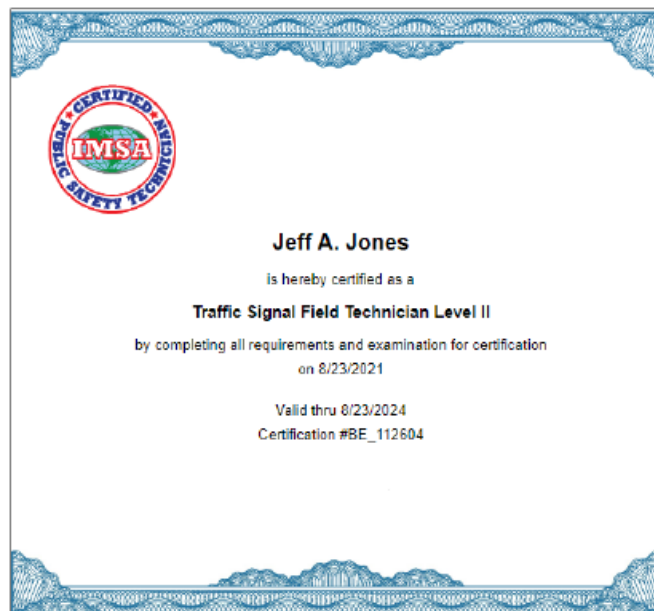 CERTIFIED
IMSA
PUBLIC SAFETY TECHNICIAN
Jeff A. Jones
is hereby certified as a
Traffic Signal Field Technician Level II
by completing all requirements and examination for certification
on 8/23/2021
Valid thru 8/23/2024
Certification #BE_112604